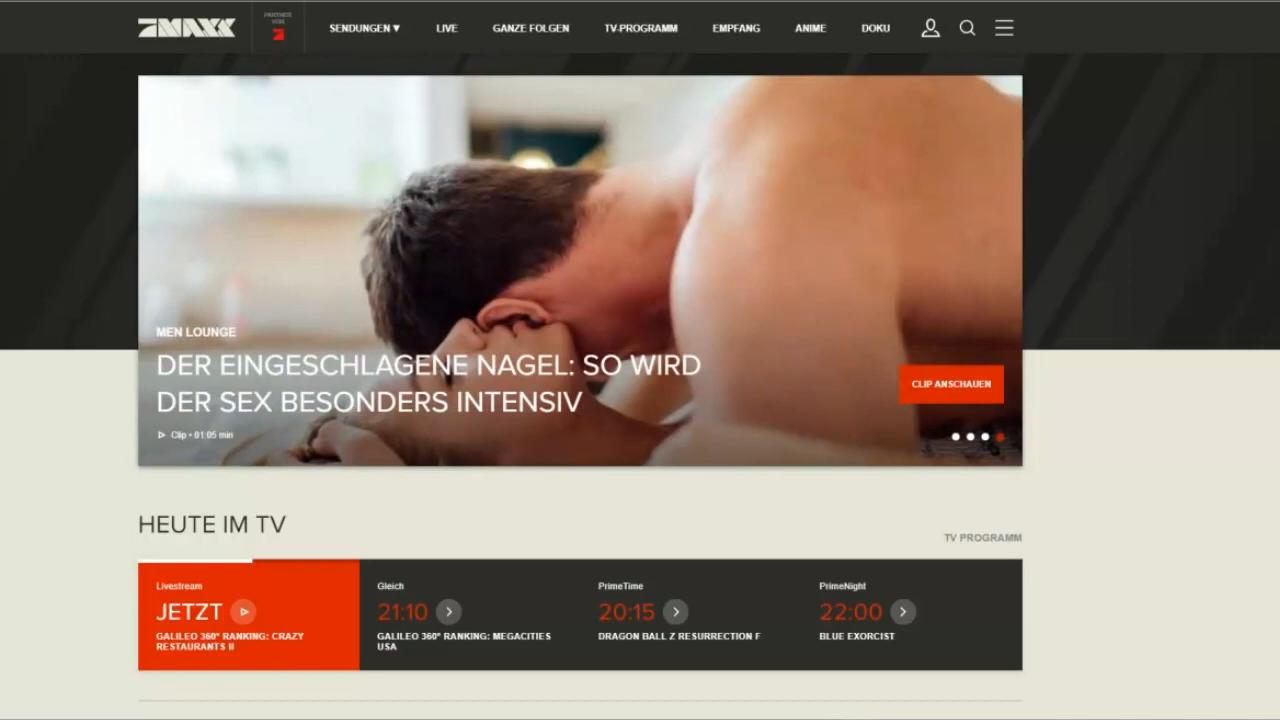 7MAXX
PARTNER VON
SENDUNGEN ▼ LIVE GANZE FOLGEN TV-PROGRAMM EMPFANG ANIME DOKU
MEN LOUNGE
DER EINGESCHLAGENE NAGEL: SO WIRD
DER SEX BESONDERS INTENSIV
Clip • 01:05 min
CLIP ANSCHAUEN
HEUTE IM TV
TV PROGRAMM
Livestream
JETZT
GALILEO 360° RANKING: CRAZY
RESTAURANTS II
Gleich
21:10
GALILEO 360° RANKING: MEGACITIES
USA
PrimeTime
20:15
DRAGON BALL Z RESURRECTION F
PrimeNight
22:00
BLUE EXORCIST